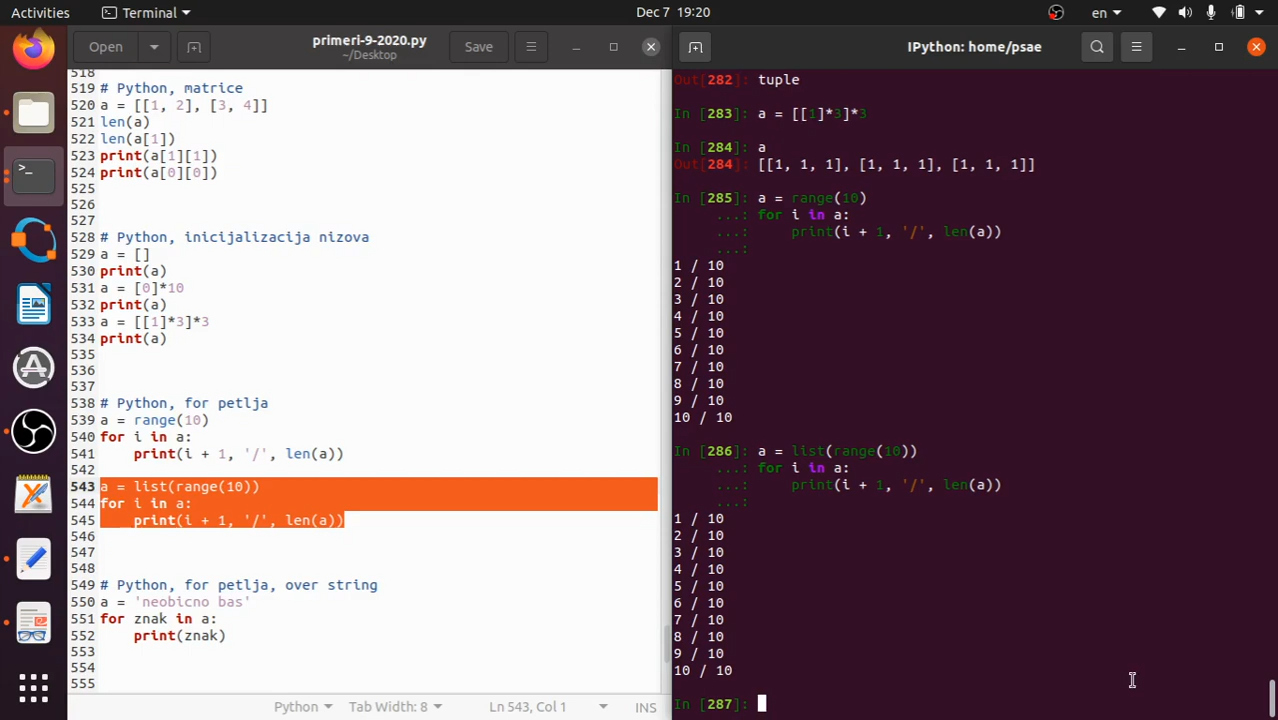 Activities
Terminal
Dec 7 19:20
en
Open
primeri-9-2020.py
~/Desktop
Save
518
519 # Python, matrice
520 a = [[1, 2], [3, 4]]
521 len(a)
522 len(a[1])
523 print(a[1][1])
524 print(a[0][0])
525
526
527
528 # Python, inicijalizacija nizova
529 a = []
530 print(a)
531 a = [0]*10
532 print(a)
533 a = [[1]*3]*3
534 print(a)
535
536
537
538 # Python, for petlja
539 a = range(10)
540 for i in a:
541     print(i + 1, '/', len(a))
542
543 a = list(range(10))
544 for i in a:
545     print(i + 1, '/', len(a))
546
547
548
549 # Python, for petlja, over string
550 a = 'neobicno bas'
551 for znak in a:
552     print(znak)
553
554
555
Python
Tab Width: 8
Ln 543, Col 1
INS
IPython: home/psae
Out[282]: tuple
In [283]: a = [[1]*3]*3
In [284]: a
Out[284]: [[1, 1, 1], [1, 1, 1], [1, 1, 1]]
In [285]: a = range(10)
...: for i in a:
...:     print(i + 1, '/', len(a))
...:
1 / 10
2 / 10
3 / 10
4 / 10
5 / 10
6 / 10
7 / 10
8 / 10
9 / 10
10 / 10
In [286]: a = list(range(10))
...: for i in a:
...:     print(i + 1, '/', len(a))
...:
1 / 10
2 / 10
3 / 10
4 / 10
5 / 10
6 / 10
7 / 10
8 / 10
9 / 10
10 / 10
In [287]: